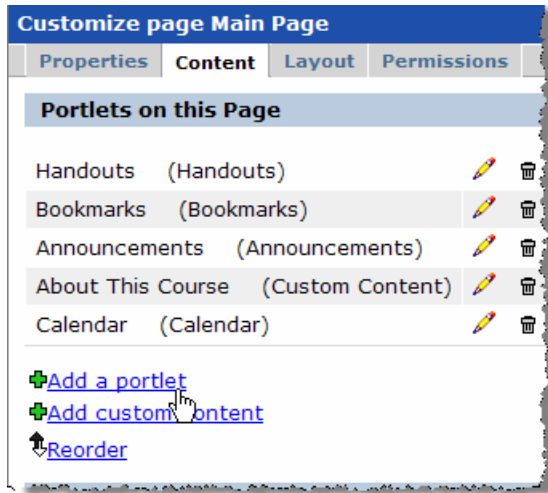 Customize page Main Page
Properties Content Layout Permissions
Portlets on this Page
Handouts (Handouts)
Bookmarks (Bookmarks)
Announcements (Announcements)
About This Course (Custom Content)
Calendar (Calendar)
Add a portlet
Add custom content
Reorder